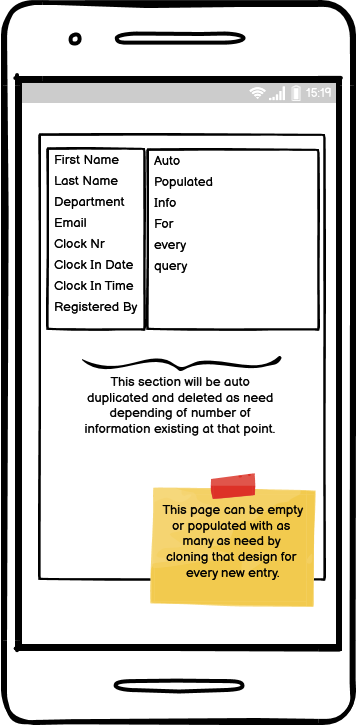 15:19
First Name
Last Name
Department
Email
Clock Nr
Clock In Date
Clock In Time
Registered By
Auto
Populated
Info
For
every
query
This section will be auto
duplicated and deleted as need
depending of number of
information existing at that point.
This page can be empty
or populated with as
many as need by
cloning that design for
every new entry.